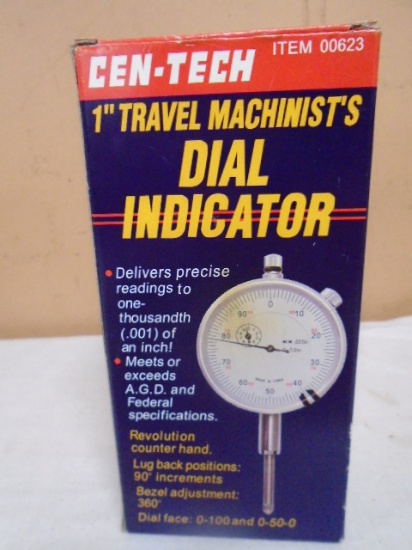 ITEM 00623
CEN-TECH
1" TRAVEL MACHINIST'S
DIAL
INDICATOR
• Delivers precise
readings to
one-
thousandth
(.001) of
an inch!
• Meets or
exceeds
A.G.D. and
Federal
specifications.
Revolution
counter hand.
Lug back positions:
90° increments
Bezel adjustment:
360°
Dial face: 0-100 and 0-50-0
0
10
20
30
40
50
60
70
80
90